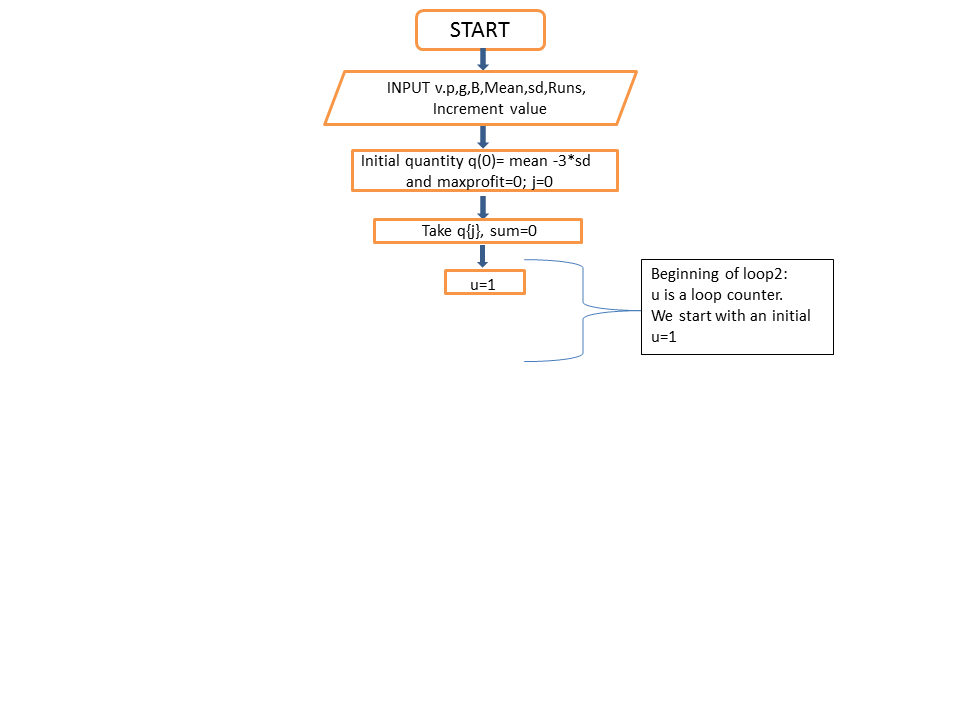 START
INPUT v.p,g,B,Mean,sd,Runs,
Increment value
Initial quantity q(0)= mean -3*sd
and maxprofit=0; j=0
Take q{j}, sum=0
u=1
Beginning of loop2:
u is a loop counter.
We start with an initial
u=1